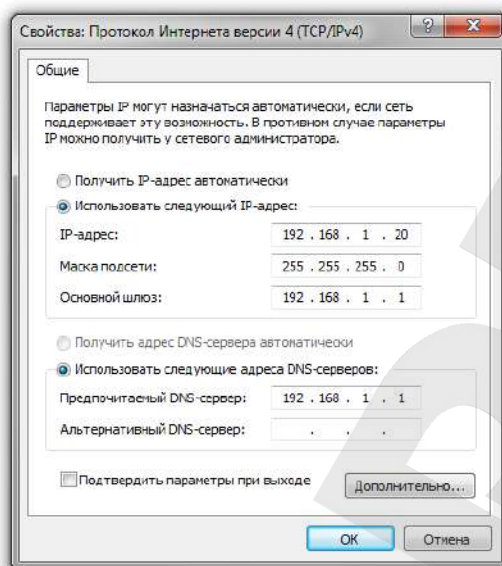 Свойства: Протокол Интернета версии 4 (TCP/IPv4)
?
Общие
Параметры IP могут назначаться автоматически, если сеть
поддерживает эту возможность. В противном случае параметры
IP можно получить у сетевого администратора.
Получить IP-адрес автоматически
Использовать следующий IP-адрес:
IP-адрес: 192 . 168 . 1 . 20
Маска подсети: 255 . 255 . 255 . 0
Основной шлюз: 192 . 168 . 1 . 1
Получить адрес DNS-сервера автоматически
Использовать следующие адреса DNS-серверов:
Предпочитаемый DNS-сервер: 192 . 168 . 1 . 1
Альтернативный DNS-сервер: . . .
Подтвердить параметры при выходе
Дополнительно...
OK Отмена